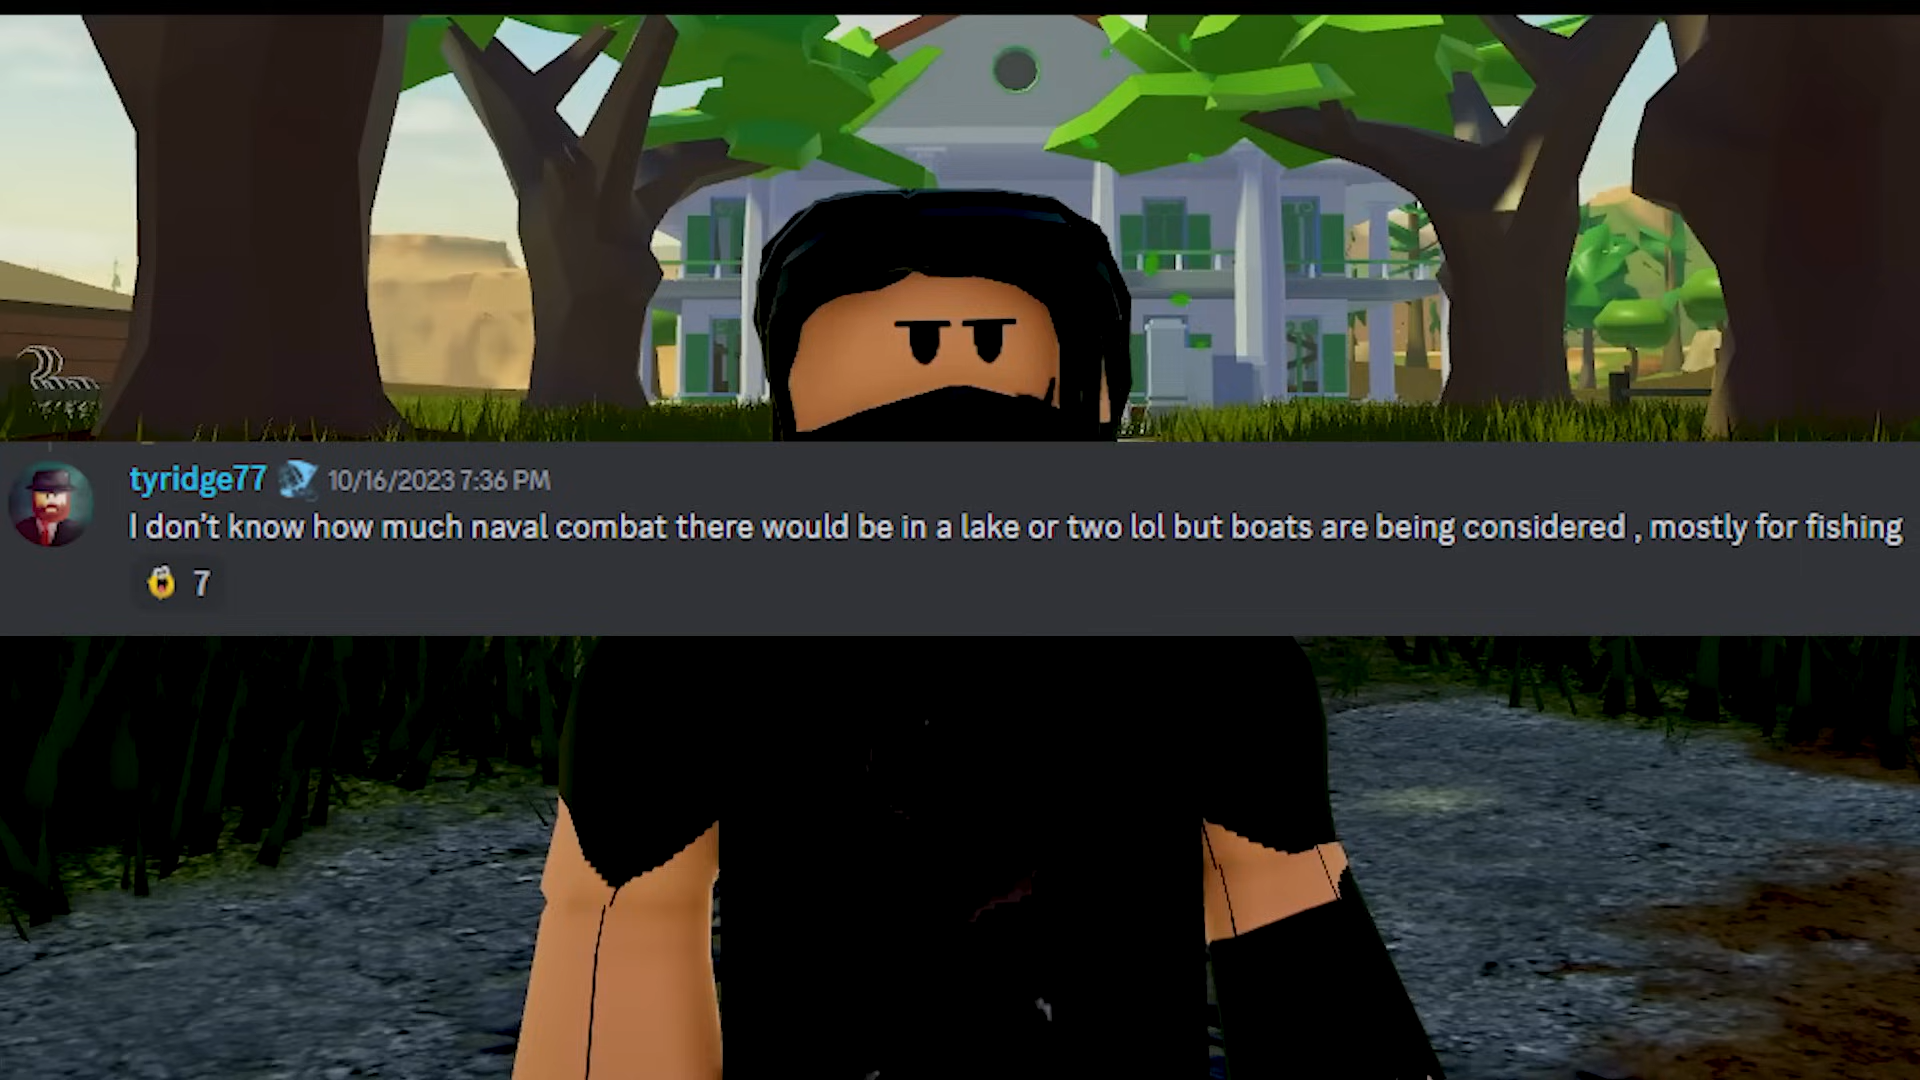 tyridge77 10/16/2023 7:36 PM
I don't know how much naval combat there would be in a lake or two lol but boats are being considered , mostly for fishing
7